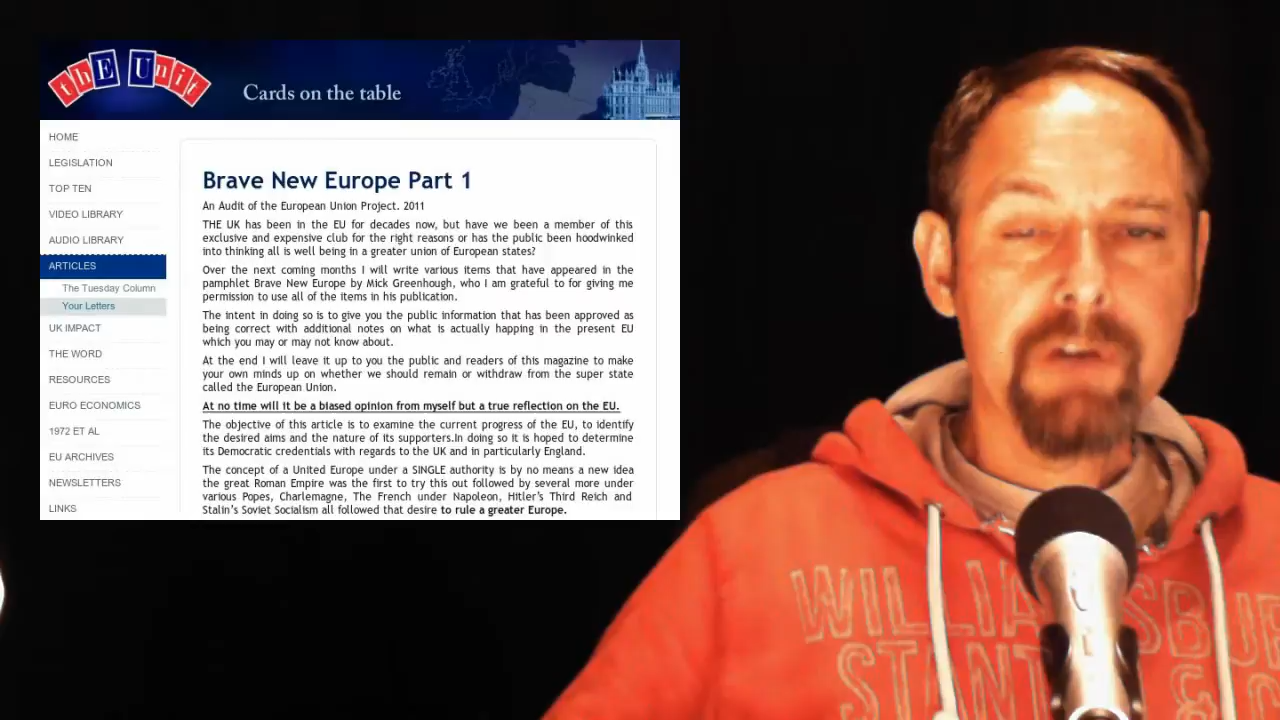 thE Unit
Cards on the table
HOME
LEGISLATION
TOP TEN
VIDEO LIBRARY
AUDIO LIBRARY
ARTICLES
The Tuesday Column
Your Letters
UK IMPACT
THE WORD
RESOURCES
EURO ECONOMICS
1972 ET AL
EU ARCHIVES
NEWSLETTERS
LINKS
Brave New Europe Part 1
An Audit of the European Union Project. 2011
THE UK has been in the EU for decades now, but have we been a member of this
exclusive and expensive club for the right reasons or has the public been hoodwinked
into thinking all is well being in a greater union of European states?
Over the next coming months I will write various items that have appeared in the
pamphlet Brave New Europe by Mick Greenhough, who I am grateful to for giving me
permission to use all of the items in his publication.
The intent in doing so is to give you the public information that has been approved as
being correct with additional notes on what is actually happing in the present EU
which you may or may not know about.
At the end I will leave it up to you the public and readers of this magazine to make
your own minds up on whether we should remain or withdraw from the super state
called the European Union.
At no time will it be a biased opinion from myself but a true reflection on the EU.
The objective of this article is to examine the current progress of the EU, to identify
the desired aims and the nature of its supporters.In doing so it is hoped to determine
its Democratic credentials with regards to the UK and in particularly England.
The concept of a United Europe under a SINGLE authority is by no means a new idea
the great Roman Empire was the first to try this out followed by several more under
various Popes, Charlemagne, The French under Napoleon, Hitler's Third Reich and
Stalin's Soviet Socialism all followed that desire to rule a greater Europe.